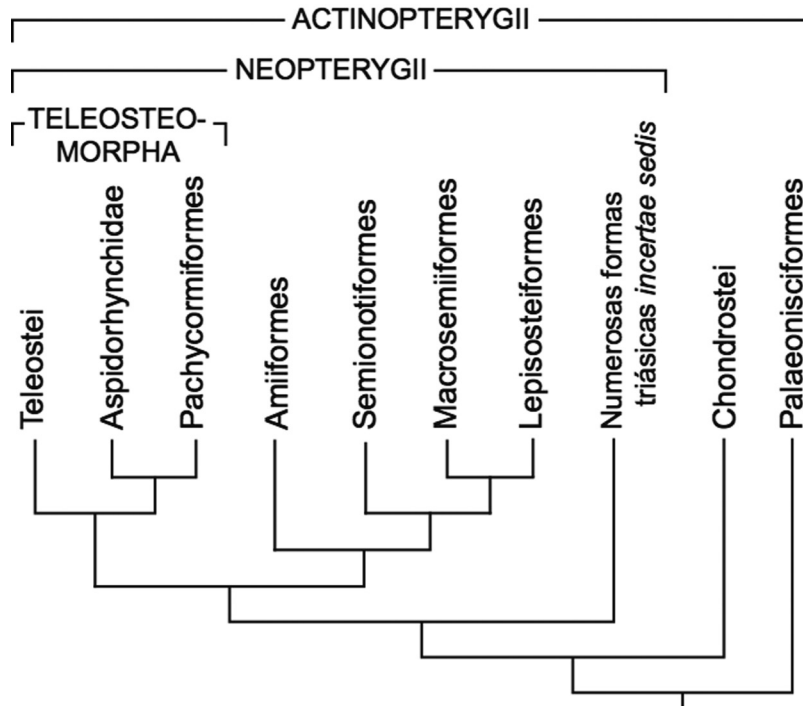 ACTINOPTERYGII
NEOPTERYGII
TELEOSTEO-
MORPHA
Teleostei
Aspidorhynchidae
Pachycormiformes
Amiiformes
Semionotiformes
Macrosemiiformes
Lepisosteiformes
Numerosas formas
triásicas incertae sedis
Chondrostei
Palaeonisciformes